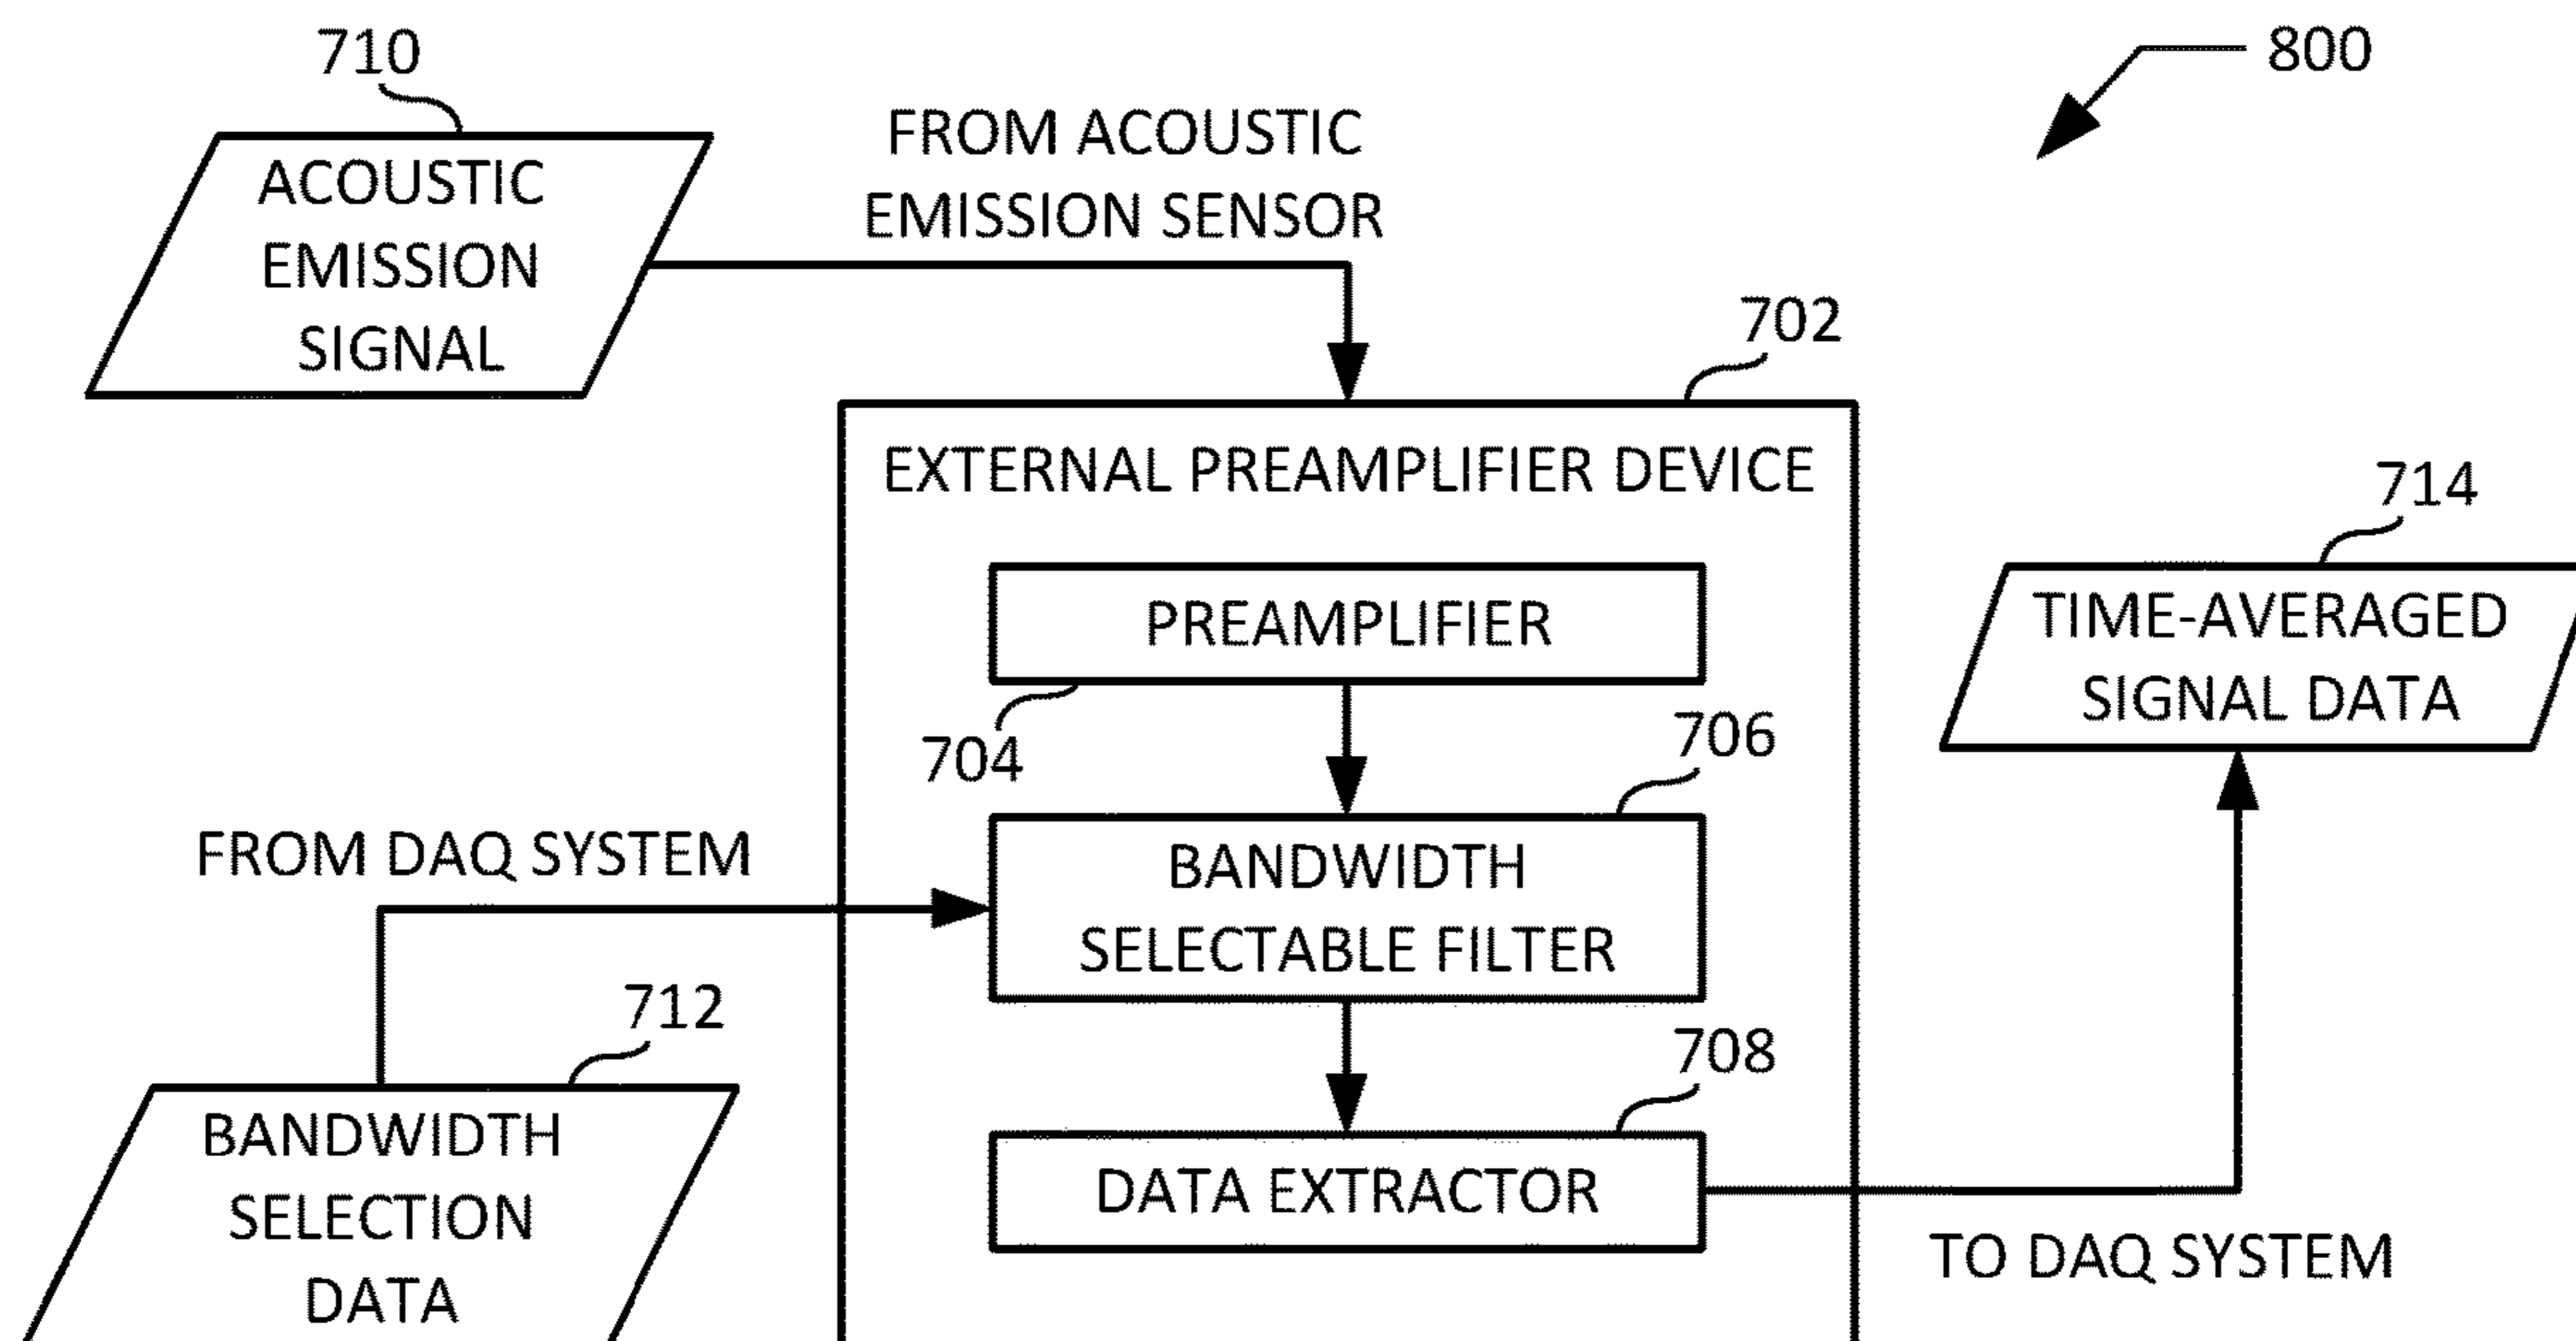 710
800
FROM ACOUSTIC
EMISSION SENSOR
ACOUSTIC
EMISSION
SIGNAL
702
EXTERNAL PREAMPLIFIER DEVICE
714
PREAMPLIFIER
TIME-AVERAGED
SIGNAL DATA
704
706
FROM DAQ SYSTEM
BANDWIDTH
SELECTABLE FILTER
712
708
BANDWIDTH
SELECTION
DATA
DATA EXTRACTOR
TO DAQ SYSTEM